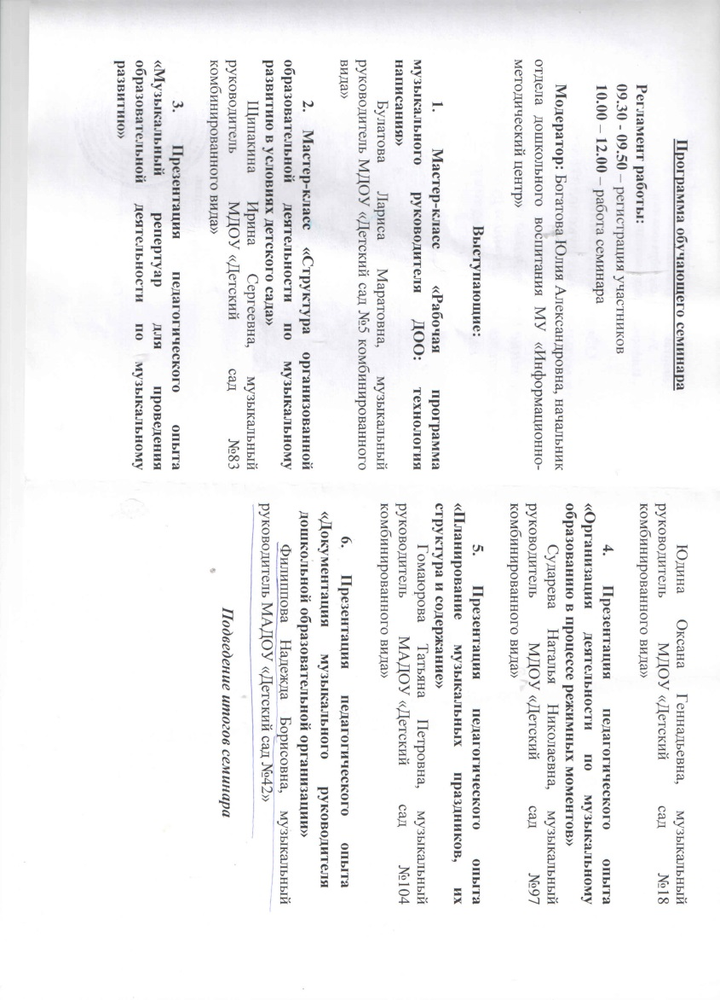 Программа обучающего семинара
Регламент работы:
09.30 - 09.50 – регистрация участников
10.00 – 12.00 – работа семинара
Модератор: Богатова Юлия Александровна, начальник
отдела дошкольного воспитания МУ «Информационно-
методический центр»
Выступающие:
1. Мастер-класс «Рабочая программа
музыкального руководителя ДОО: технология
написания»
Булатова Лариса Маратовна, музыкальный
руководитель МДОУ «Детский сад №5 комбинированного
вида»
2. Мастер-класс «Структура организованной
образовательной деятельности по музыкальному
развитию в условиях детского сада»
Щипакина Ирина Сергеевна, музыкальный
руководитель МДОУ «Детский сад №83
комбинированного вида»
3. Презентация педагогического опыта
«Музыкальный репертуар для проведения
образовательной деятельности по музыкальному
развитию»
Юдина Оксана Геннадьевна, музыкальный
руководитель МДОУ «Детский сад №18
комбинированного вида»
4. Презентация педагогического опыта
«Организация деятельности по музыкальному
образованию в процессе режимных моментов»
Сударева Наталья Николаевна, музыкальный
руководитель МДОУ «Детский сад №97
комбинированного вида»
5. Презентация педагогического опыта
«Планирование музыкальных праздников, их
структура и содержание»
Гомаюрова Татьяна Петровна, музыкальный
руководитель МАДОУ «Детский сад №104
комбинированного вида»
6. Презентация педагогического опыта
«Документация музыкального руководителя
дошкольной образовательной организации»
Филиппова Надежда Борисовна, музыкальный
руководитель МАДОУ «Детский сад №42»
Подведение итогов семинара